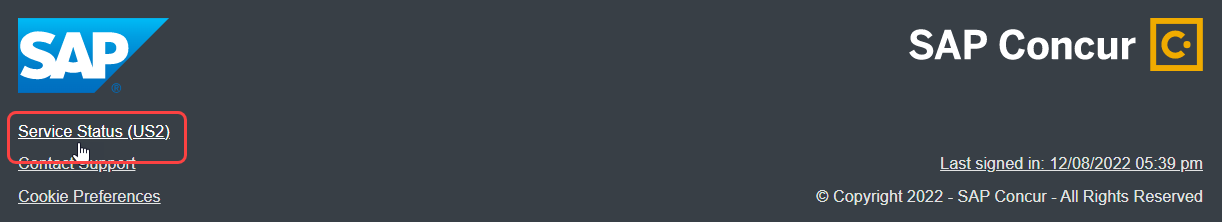 SAP®
SAP Concur C
Service Status (US2)
Contact Support
Last signed in: 12/08/2022 05:39 pm
Cookie Preferences
© Copyright 2022 - SAP Concur - All Rights Reserved